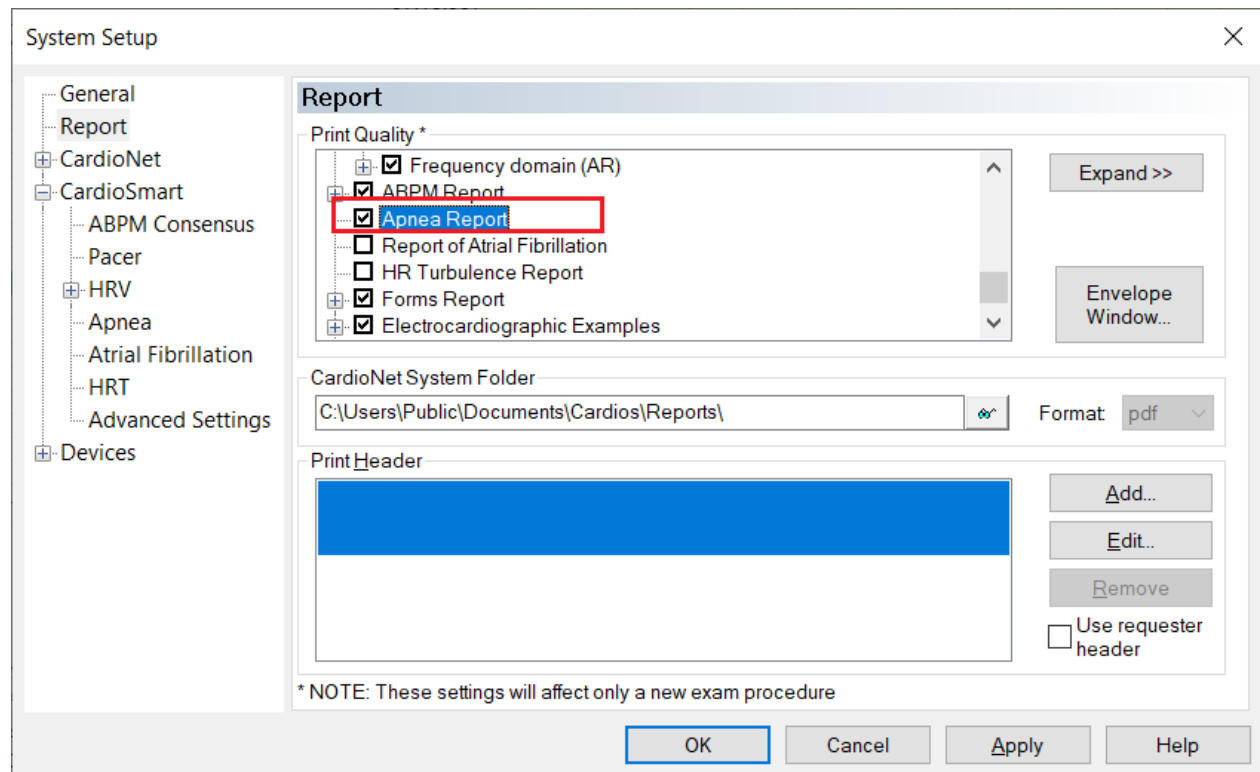 System Setup
General
Report
CardioNet
CardioSmart
ABPM Consensus
Pacer
HRV
Apnea
Atrial Fibrillation
HRT
Advanced Settings
Devices
Report
Print Quality *
Frequency domain (AR)
ABPM Report
Apnea Report
Report of Atrial Fibrillation
HR Turbulence Report
Forms Report
Electrocardiographic Examples
Expand >>
Envelope
Window...
CardioNet System Folder
C:\Users\Public\Documents\Cardios\Reports\
Format
pdf
Print Header
Add...
Edit...
Remove
Use requester
header
* NOTE: These settings will affect only a new exam procedure
OK
Cancel
Apply
Help